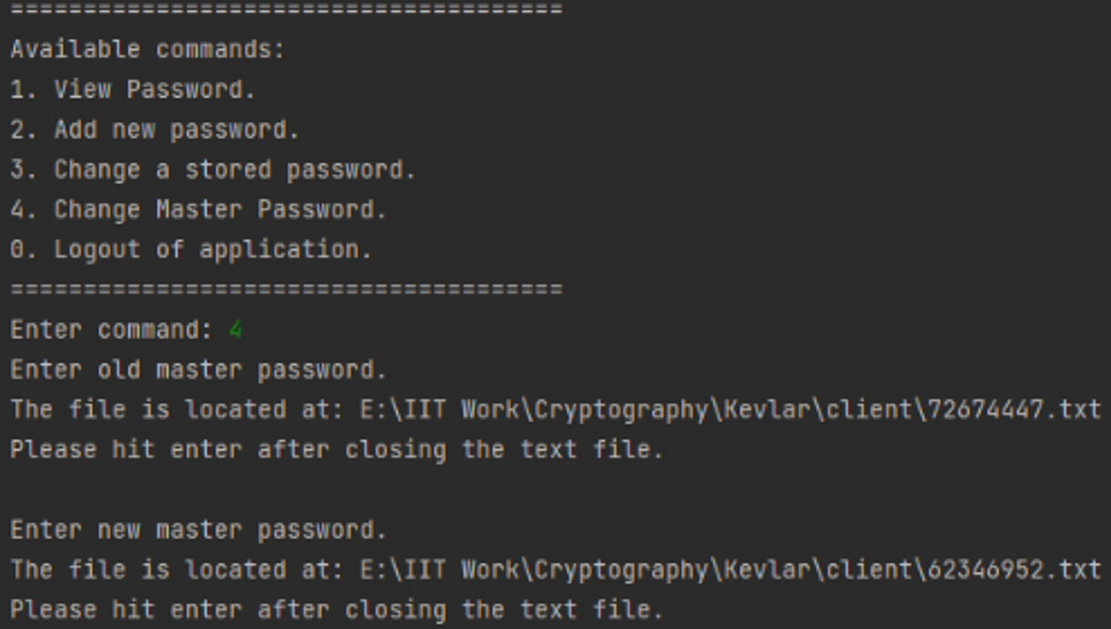 ======================================
Available commands:
1. View Password.
2. Add new password.
3. Change a stored password.
4. Change Master Password.
0. Logout of application.
======================================
Enter command: 4
Enter old master password.
The file is located at: E:\IIT Work\Cryptography\Kevlar\client\72674447.txt
Please hit enter after closing the text file.

Enter new master password.
The file is located at: E:\IIT Work\Cryptography\Kevlar\client\62346952.txt
Please hit enter after closing the text file.